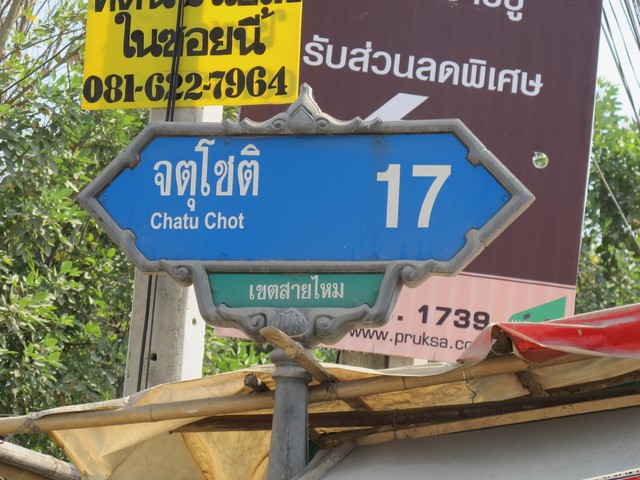 ในซอยนี้
081-622-7964
รับส่วนลดพิเศษ
จตุโชติ 17
Chatu Chot
เขตสายไหม
. 1739
www.pruksa.co